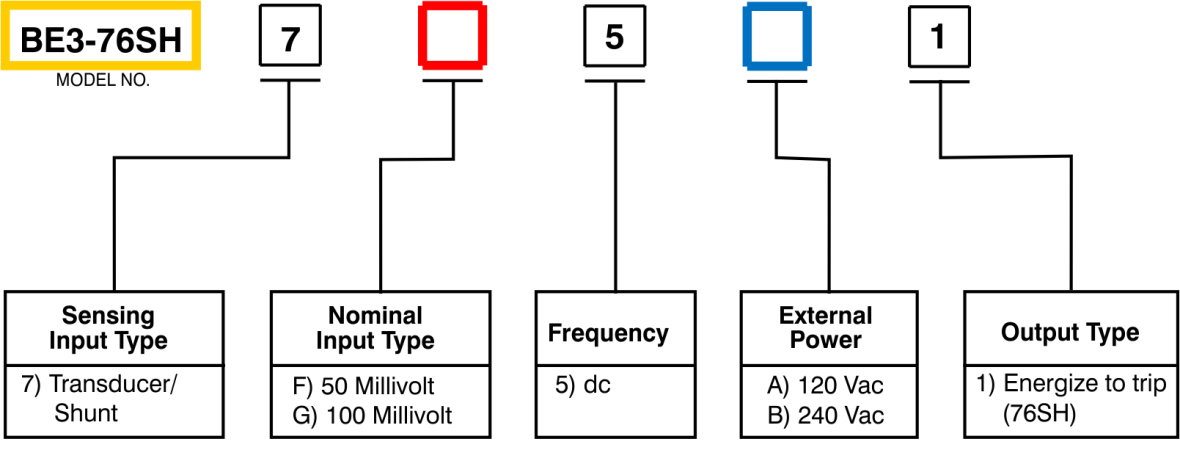 BE3-76SH 7 5 1
MODEL NO.
Sensing
Input Type
7) Transducer/
Shunt
Nominal
Input Type
F) 50 Millivolt
G) 100 Millivolt
Frequency
5) dc
External
Power
A) 120 Vac
B) 240 Vac
Output Type
1) Energize to trip
(76SH)